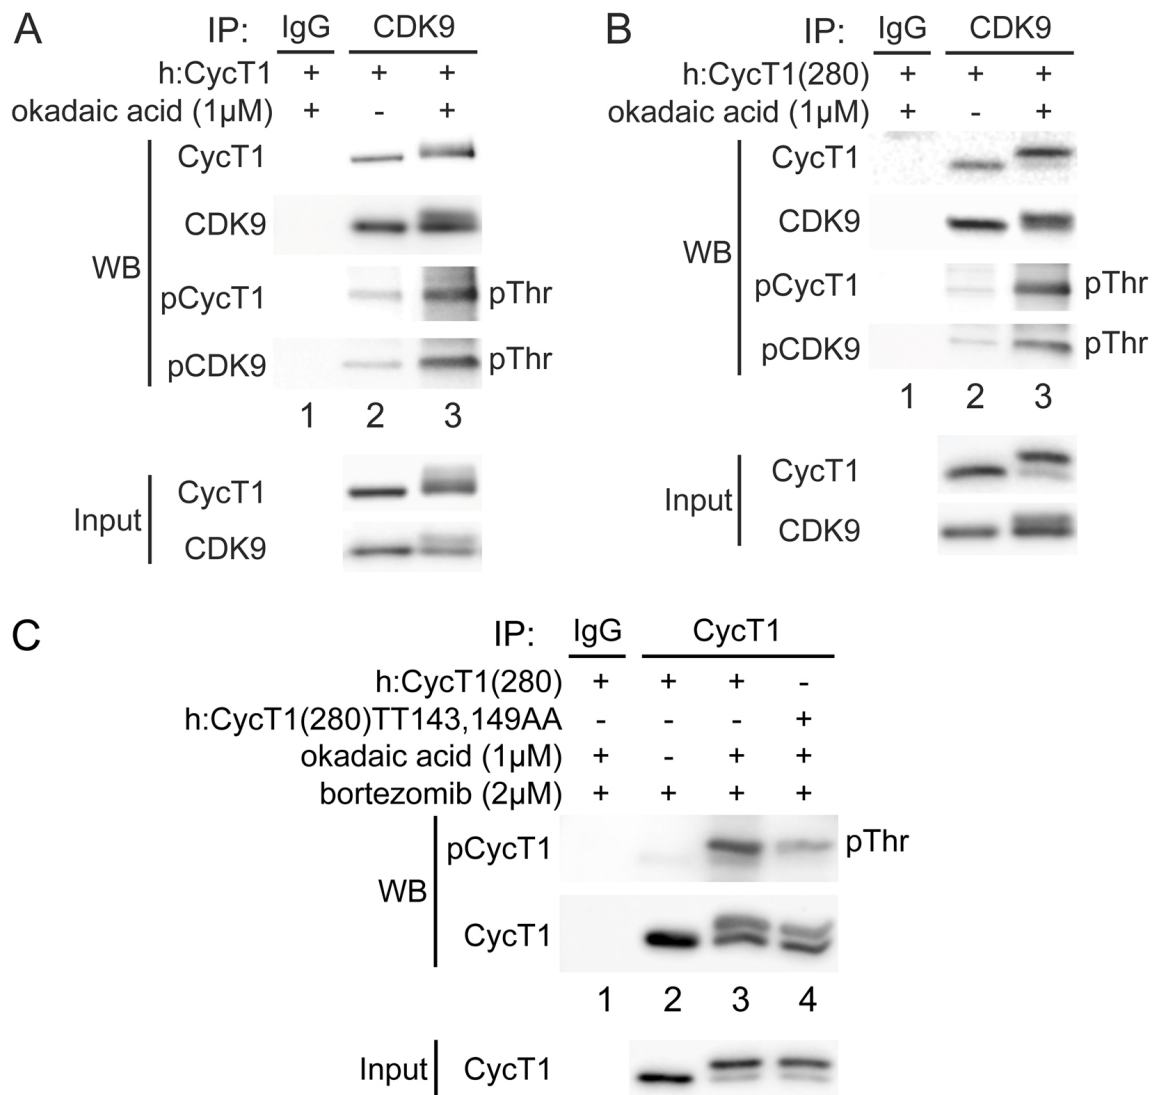 A
IP: IgG CDK9
h:CycT1 + + +
okadaic acid (1µM) + - +
WB
CycT1
CDK9
pCycT1 pThr
pCDK9 pThr
1 2 3
Input
CycT1
CDK9
B
IP: IgG CDK9
h:CycT1(280) + + +
okadaic acid (1µM) + - +
WB
CycT1
CDK9
pCycT1 pThr
pCDK9 pThr
1 2 3
Input
CycT1
CDK9
C
IP: IgG CycT1
h:CycT1(280) + + + -
h:CycT1(280)TT143,149AA - - - +
okadaic acid (1µM) + - + +
bortezomib (2µM) + + + +
WB
pCycT1 pThr
CycT1
1 2 3 4
Input CycT1